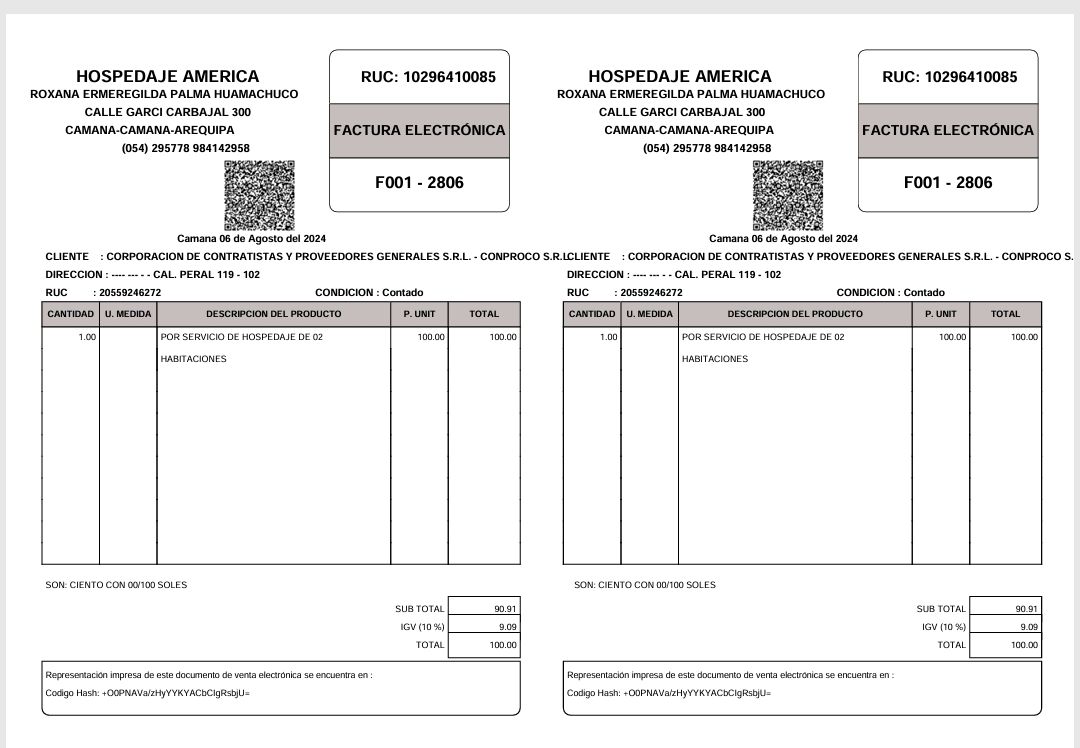 HOSPEDAJE AMERICA
ROXANA ERMEREGILDA PALMA HUAMACHUCO
CALLE GARCI CARBAJAL 300
CAMANA-CAMANA-AREQUIPA
(054) 295778 984142958
RUC: 10296410085
FACTURA ELECTRÓNICA
F001 - 2806
Camana 06 de Agosto del 2024
CLIENTE : CORPORACION DE CONTRATISTAS Y PROVEEDORES GENERALES S.R.L. - CONPROCO S.R.L.
DIRECCION : ---- --- - - CAL. PERAL 119 - 102
RUC : 20559246272 CONDICION : Contado
CANTIDAD U. MEDIDA DESCRIPCION DEL PRODUCTO P. UNIT TOTAL
1.00 POR SERVICIO DE HOSPEDAJE DE 02 100.00 100.00
HABITACIONES
SON: CIENTO CON 00/100 SOLES
SUB TOTAL 90.91
IGV (10 %) 9.09
TOTAL 100.00
Representación impresa de este documento de venta electrónica se encuentra en :
Codigo Hash: +O0PNAVa/zHyYYKYACbCIgRsbjU=
HOSPEDAJE AMERICA
ROXANA ERMEREGILDA PALMA HUAMACHUCO
CALLE GARCI CARBAJAL 300
CAMANA-CAMANA-AREQUIPA
(054) 295778 984142958
RUC: 10296410085
FACTURA ELECTRÓNICA
F001 - 2806
Camana 06 de Agosto del 2024
CLIENTE : CORPORACION DE CONTRATISTAS Y PROVEEDORES GENERALES S.R.L. - CONPROCO S.
DIRECCION : ---- --- - - CAL. PERAL 119 - 102
RUC : 20559246272 CONDICION : Contado
CANTIDAD U. MEDIDA DESCRIPCION DEL PRODUCTO P. UNIT TOTAL
1.00 POR SERVICIO DE HOSPEDAJE DE 02 100.00 100.00
HABITACIONES
SON: CIENTO CON 00/100 SOLES
SUB TOTAL 90.91
IGV (10 %) 9.09
TOTAL 100.00
Representación impresa de este documento de venta electrónica se encuentra en :
Codigo Hash: +O0PNAVa/zHyYYKYACbCIgRsbjU=